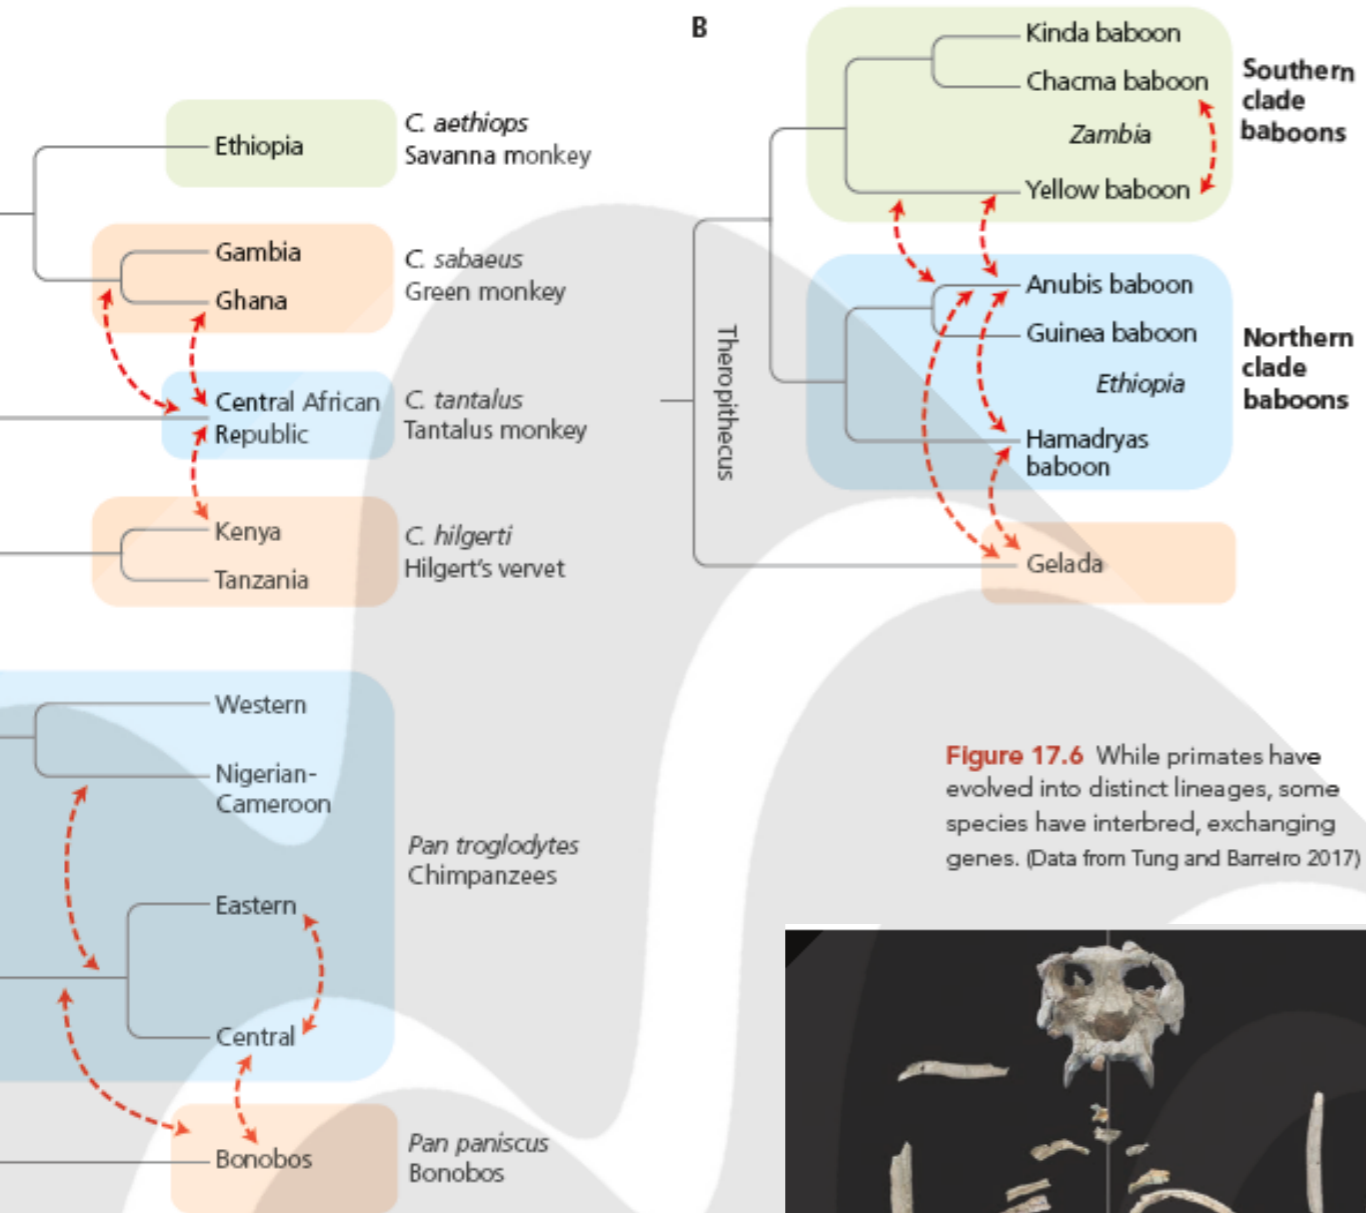 Ethiopia
C. aethiops
Savanna monkey
Gambia
Ghana
C. sabaeus
Green monkey
Central African
Republic
C. tantalus
Tantalus monkey
Kenya
Tanzania
C. hilgerti
Hilgert's vervet
Western
Nigerian-
Cameroon
Eastern
Central
Pan troglodytes
Chimpanzees
Bonobos
Pan paniscus
Bonobos
B
Kinda baboon
Chacma baboon
Zambia
Yellow baboon
Southern
clade
baboons
Anubis baboon
Guinea baboon
Ethiopia
Hamadryas
baboon
Northern
clade
baboons
Theropithecus
Gelada
Figure 17.6 While primates have
evolved into distinct lineages, some
species have interbred, exchanging
genes. (Data from Tung and Barreiro 2017)